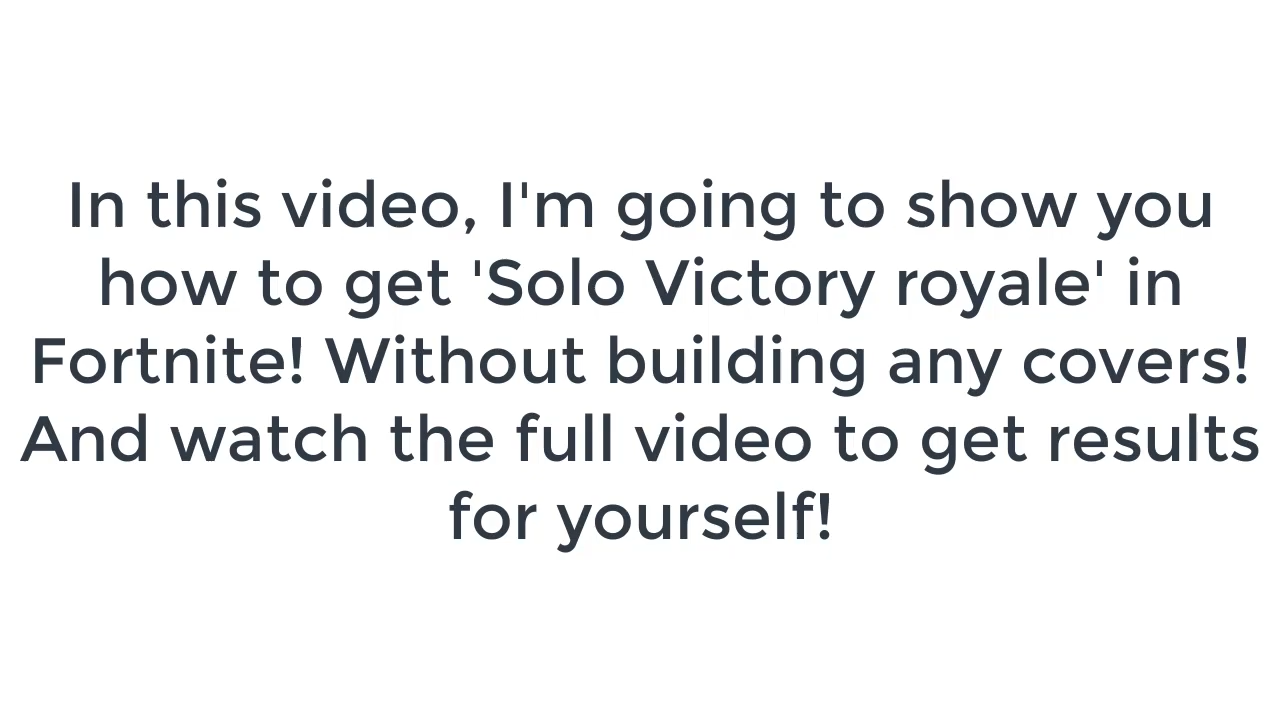 In this video, I'm going to show you
how to get 'Solo Victory royale' in
Fortnite! Without building any covers!
And watch the full video to get results
for yourself!